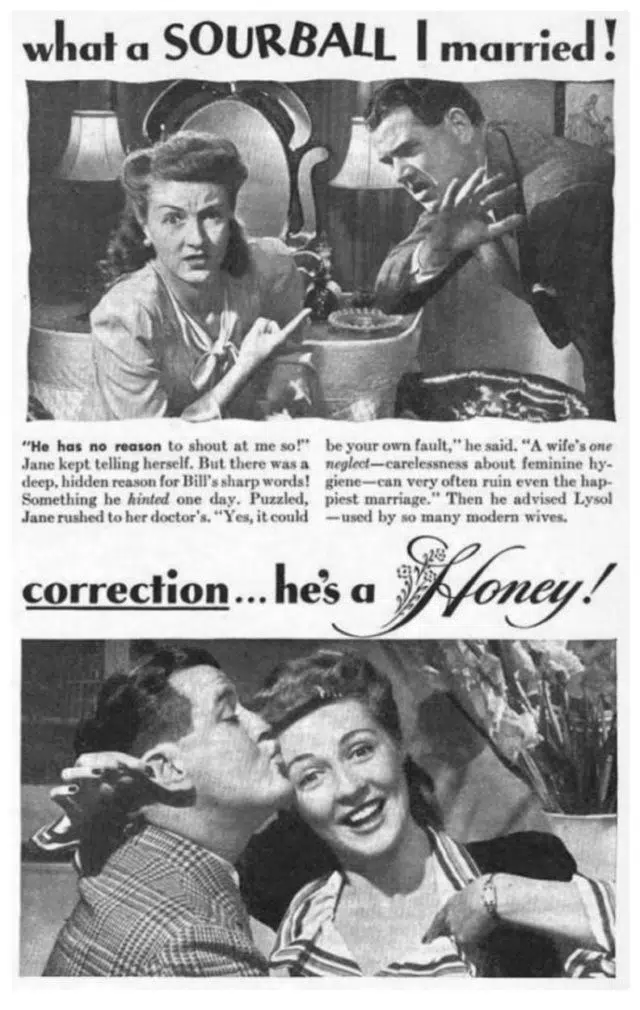 what a SOURBALL I married!
"He has no reason to shout at me so!"
Jane kept telling herself. But there was a
deep, hidden reason for Bill's sharp words!
Something he hinted one day. Puzzled,
Jane rushed to her doctor's. "Yes, it could
be your own fault," he said. "A wife's one
neglect—carelessness about feminine hy-
giene—can very often ruin even the hap-
piest marriage." Then he advised Lysol
—used by so many modern wives.
correction... he's a Honey!